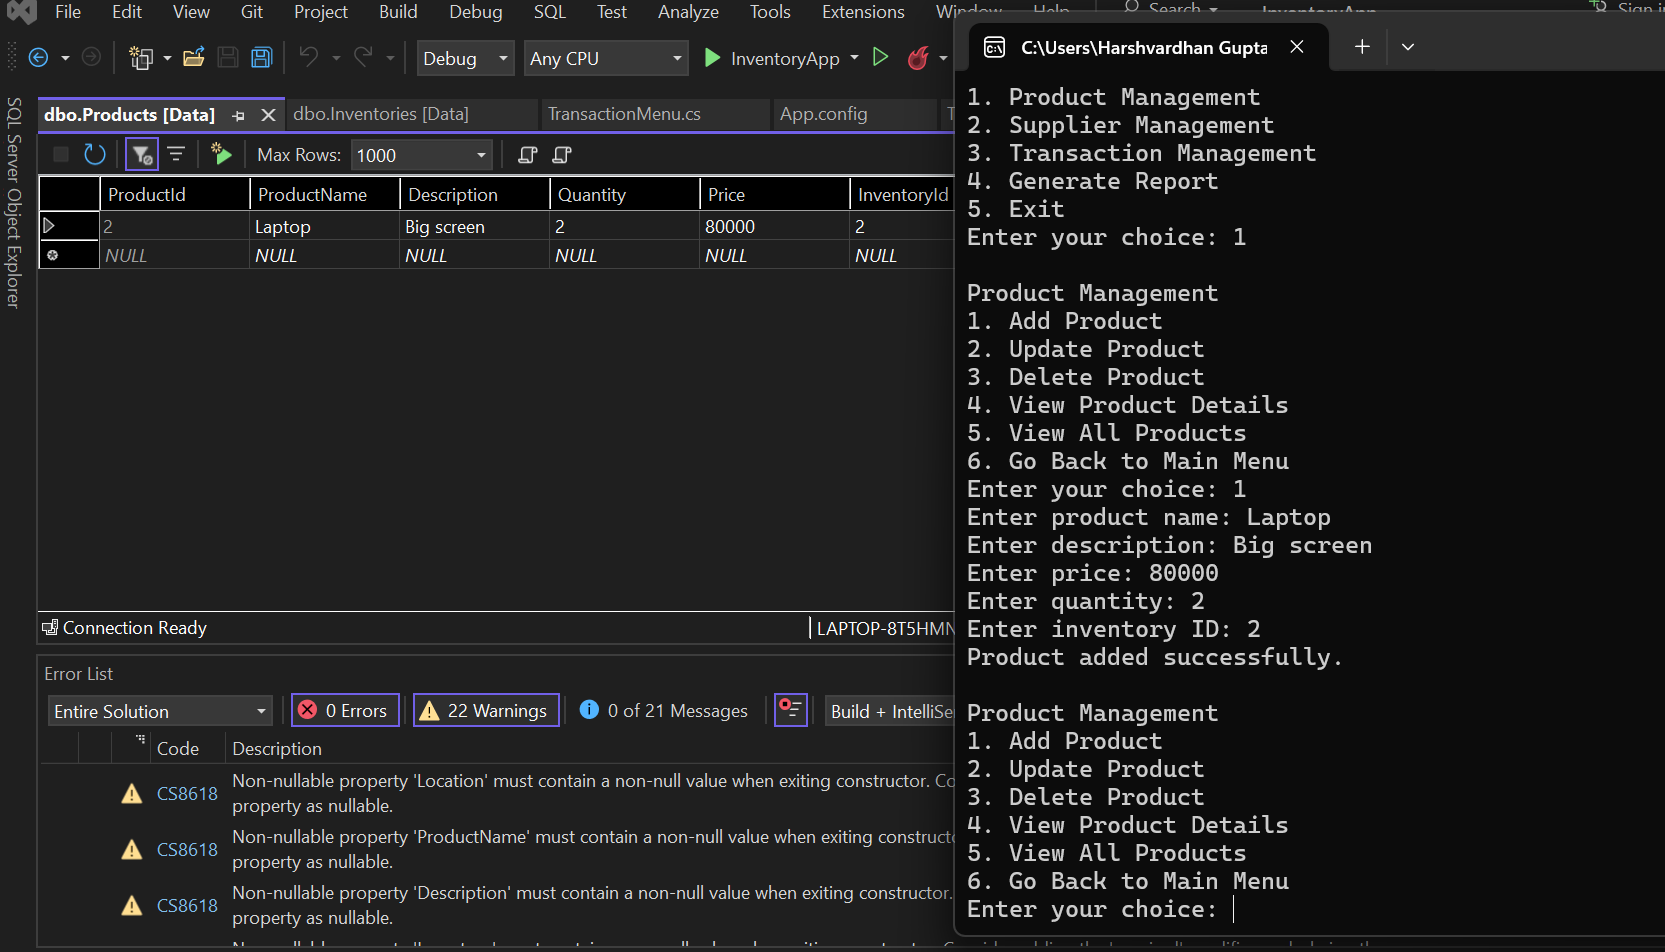 File Edit View Git Project Build Debug SQL Test Analyze Tools Extensions Window Help Search InventoryApp Sign in
Debug Any CPU InventoryApp
SQL Server Object Explorer
dbo.Products [Data] dbo.Inventories [Data] TransactionMenu.cs App.config
Max Rows: 1000
ProductId ProductName Description Quantity Price InventoryId
2 Laptop Big screen 2 80000 2
NULL NULL NULL NULL NULL NULL
Connection Ready LAPTOP-8T5HMN
Error List
Entire Solution 0 Errors 22 Warnings 0 of 21 Messages Build + IntelliSe
Code Description
CS8618 Non-nullable property 'Location' must contain a non-null value when exiting constructor. Co
property as nullable.
CS8618 Non-nullable property 'ProductName' must contain a non-null value when exiting constructo
property as nullable.
CS8618 Non-nullable property 'Description' must contain a non-null value when exiting constructor.
property as nullable.
C:\Users\Harshvardhan Gupta
1. Product Management
2. Supplier Management
3. Transaction Management
4. Generate Report
5. Exit
Enter your choice: 1
Product Management
1. Add Product
2. Update Product
3. Delete Product
4. View Product Details
5. View All Products
6. Go Back to Main Menu
Enter your choice: 1
Enter product name: Laptop
Enter description: Big screen
Enter price: 80000
Enter quantity: 2
Enter inventory ID: 2
Product added successfully.
Product Management
1. Add Product
2. Update Product
3. Delete Product
4. View Product Details
5. View All Products
6. Go Back to Main Menu
Enter your choice: